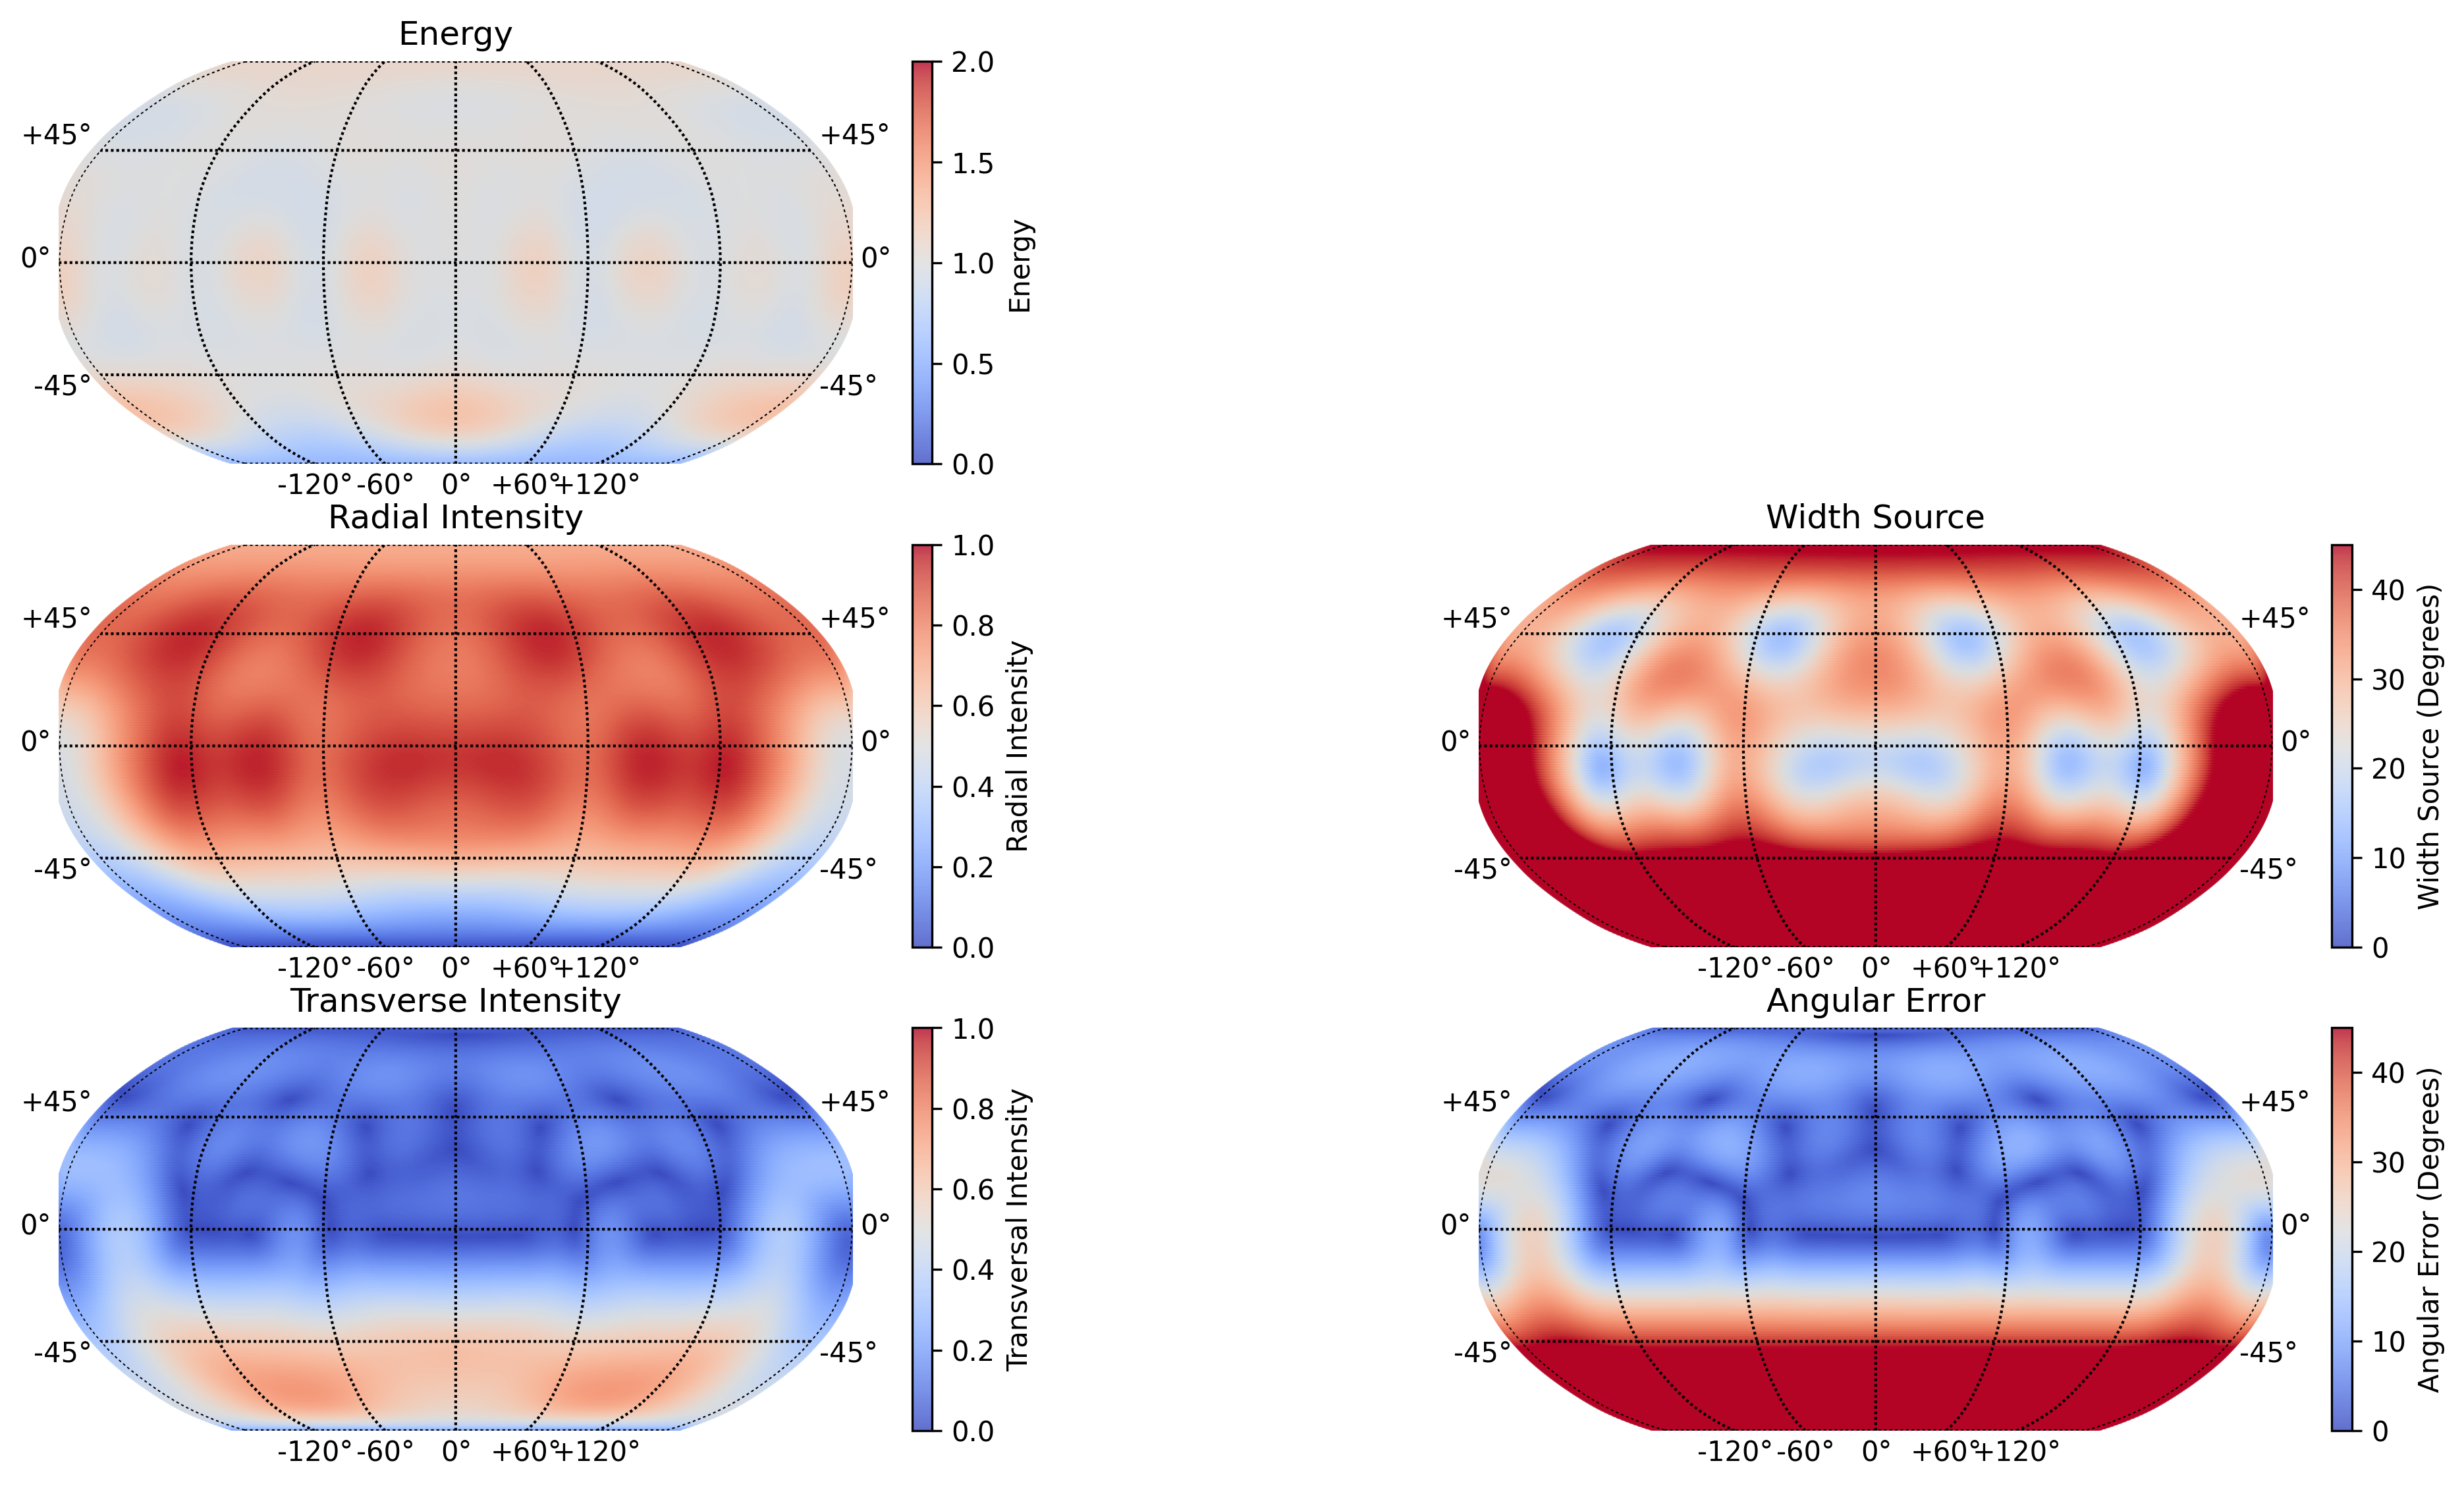 Energy
+45° +45°
0° 0°
-45° -45°
-120° -60° 0° +60° +120°
2.0
1.5
1.0
0.5
0.0
Energy
Radial Intensity
+45° +45°
0° 0°
-45° -45°
-120° -60° 0° +60° +120°
1.0
0.8
0.6
0.4
0.2
0.0
Radial Intensity
Width Source
+45° +45°
0° 0°
-45° -45°
-120° -60° 0° +60° +120°
40
30
20
10
0
Width Source (Degrees)
Transverse Intensity
+45° +45°
0° 0°
-45° -45°
-120° -60° 0° +60° +120°
1.0
0.8
0.6
0.4
0.2
0.0
Transversal Intensity
Angular Error
+45° +45°
0° 0°
-45° -45°
-120° -60° 0° +60° +120°
40
30
20
10
0
Angular Error (Degrees)